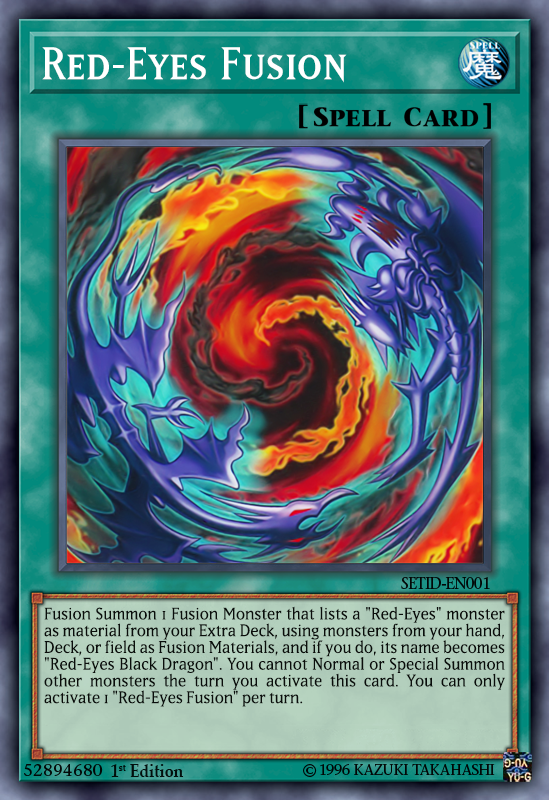 Red-Eyes Fusion
SPELL
魔
[Spell Card]
SETID-EN001
Fusion Summon 1 Fusion Monster that lists a "Red-Eyes" monster
as material from your Extra Deck, using monsters from your hand,
Deck, or field as Fusion Materials, and if you do, its name becomes
"Red-Eyes Black Dragon". You cannot Normal or Special Summon
other monsters the turn you activate this card. You can only
activate 1 "Red-Eyes Fusion" per turn.
52894680 1st Edition © 1996 KAZUKI TAKAHASHI